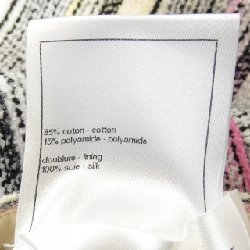 85% coton - cotton
15% polyamide - polyamide
doublure - lining
100% soie - silk